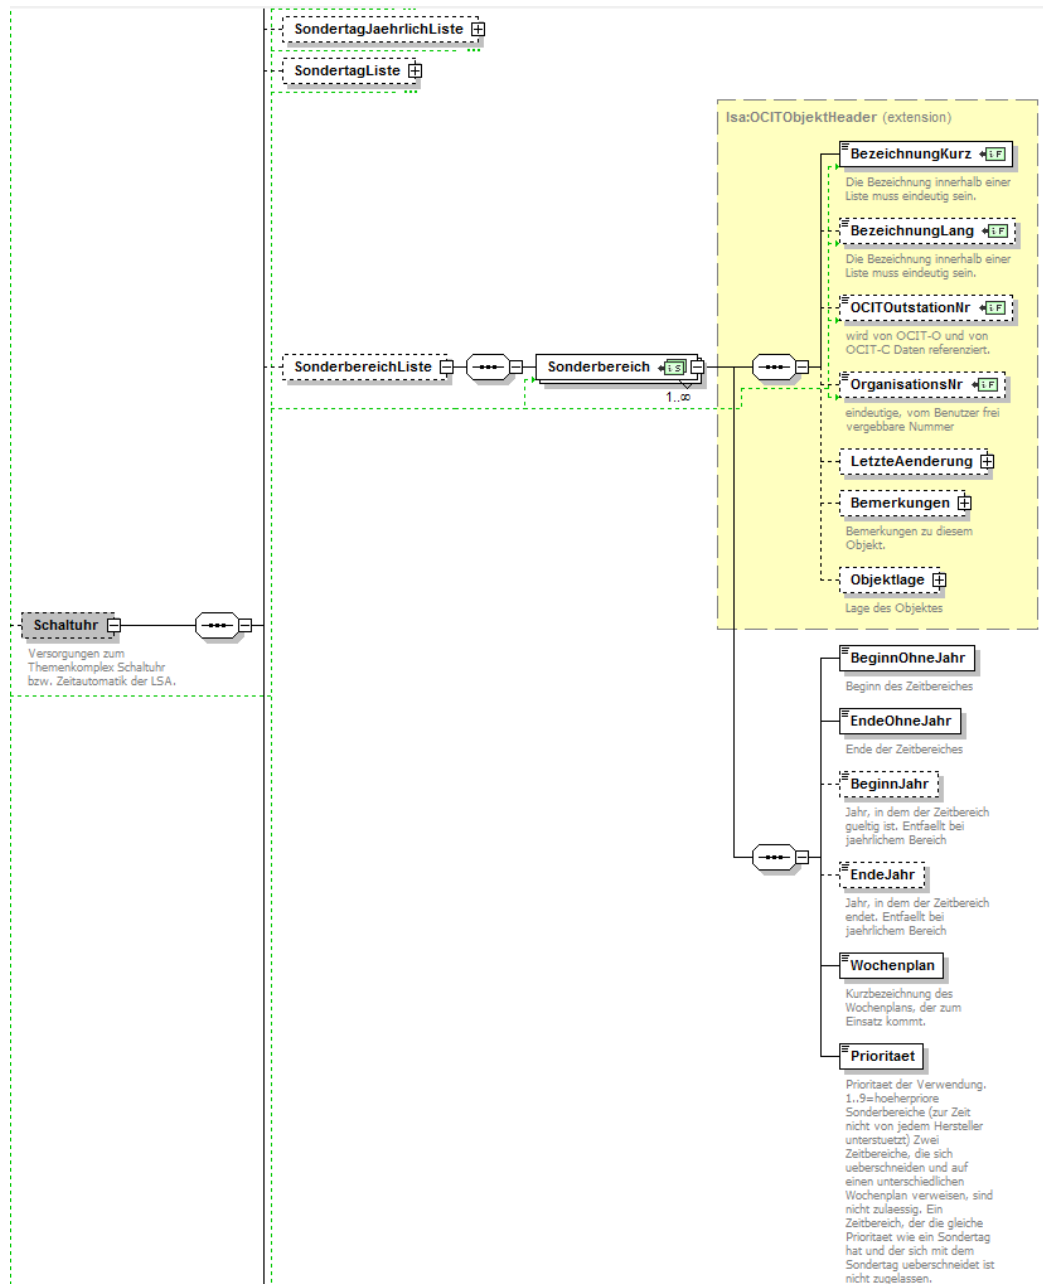 SondertagJaehrlichListe
SondertagListe
lsa:OCITObjektHeader (extension)
BezeichnungKurz
Die Bezeichnung innerhalb einer
Liste muss eindeutig sein.
BezeichnungLang
Die Bezeichnung innerhalb einer
Liste muss eindeutig sein.
OCITOutstationNr
wird von OCIT-O und von
OCIT-C Daten referenziert.
SonderbereichListe
Sonderbereich
1..∞
OrganisationsNr
eindeutige, vom Benutzer frei
vergebbare Nummer
LetzteAenderung
Bemerkungen
Bemerkungen zu diesem
Objekt.
Objektlage
Lage des Objektes
Schaltuhr
Versorgungen zum
Themenkomplex Schaltuhr
bzw. Zeitautomatik der LSA.
BeginnOhneJahr
Beginn des Zeitbereiches
EndeOhneJahr
Ende der Zeitbereiches
BeginnJahr
Jahr, in dem der Zeitbereich
gueltig ist. Entfaellt bei
jaehrlichem Bereich
EndeJahr
Jahr, in dem der Zeitbereich
endet. Entfaellt bei
jaehrlichem Bereich
Wochenplan
Kurzbezeichnung des
Wochenplans, der zum
Einsatz kommt.
Prioritaet
Prioritaet der Verwendung.
1..9=hoeherpriore
Sonderbereiche (zur Zeit
nicht von jedem Hersteller
unterstuetzt) Zwei
Zeitbereiche, die sich
ueberschneiden und auf
einen unterschiedlichen
Wochenplan verweisen, sind
nicht zulaessig. Ein
Zeitbereich, der die gleiche
Prioritaet wie ein Sondertag
hat und der sich mit dem
Sondertag ueberschneidet ist
nicht zugelassen.